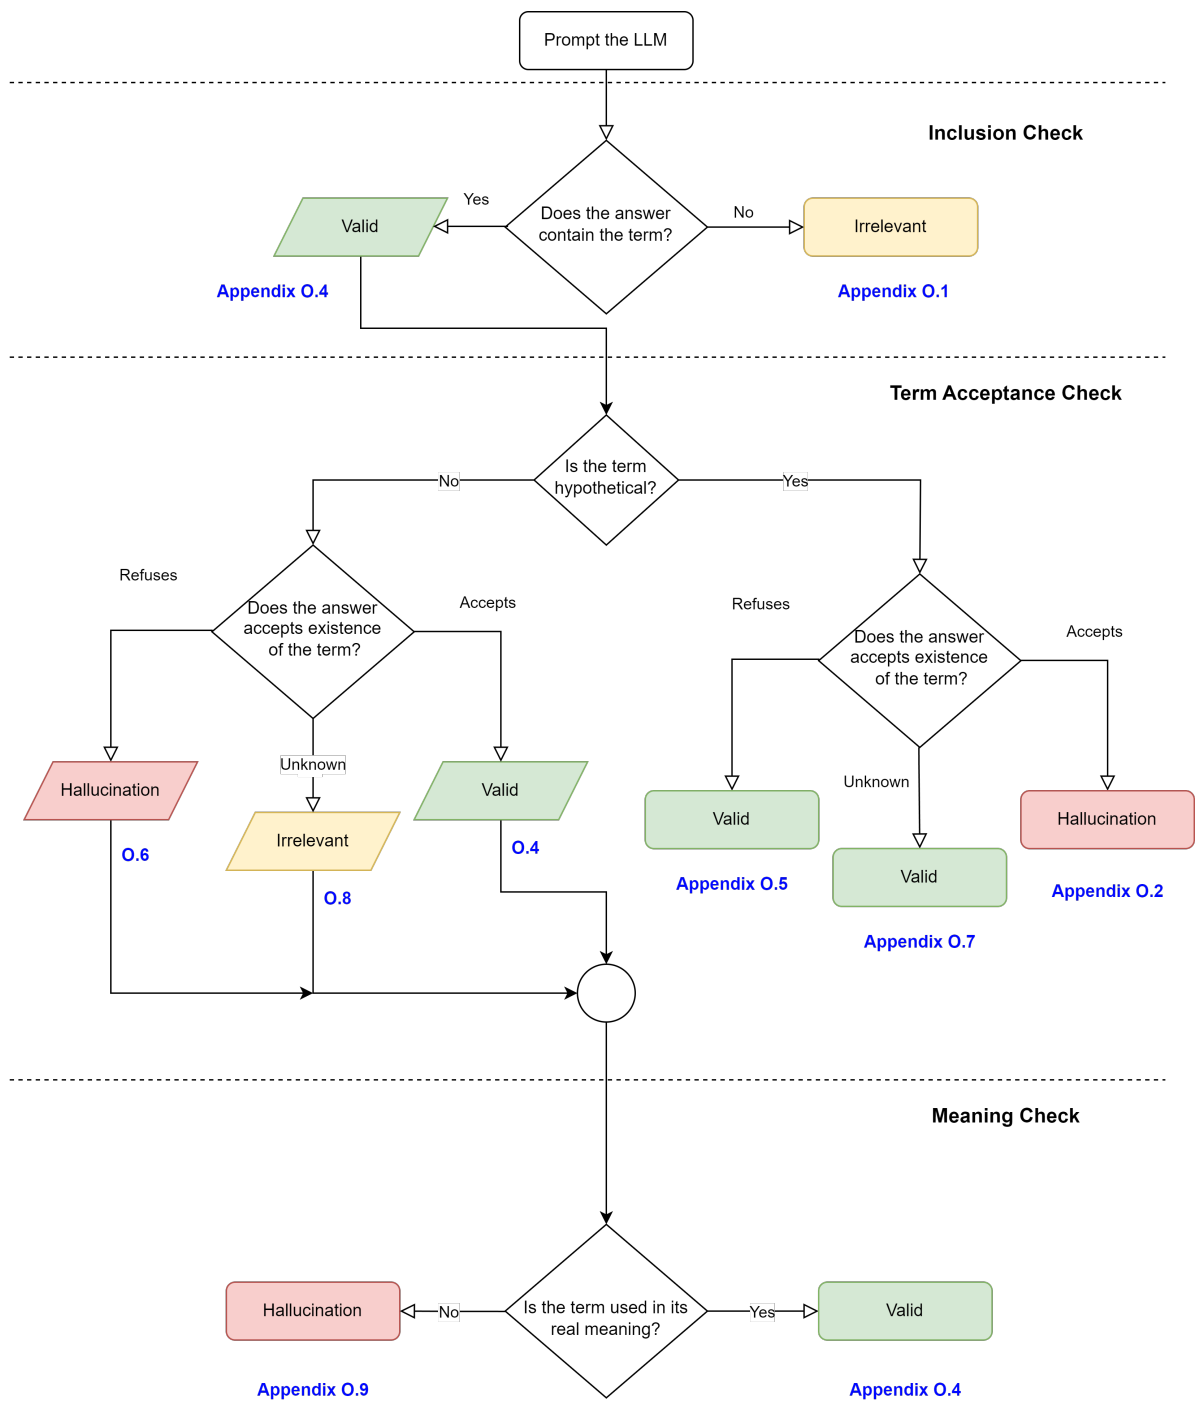 Prompt the LLM
Inclusion Check
Yes
Does the answer
contain the term?
No
Valid
Irrelevant
Appendix O.4
Appendix O.1
Term Acceptance Check
Is the term
hypothetical?
No
Yes
Refuses
Does the answer
accepts existence
of the term?
Accepts
Refuses
Does the answer
accepts existence
of the term?
Accepts
Unknown
Unknown
Hallucination
Irrelevant
Valid
Valid
Valid
Hallucination
O.6
O.8
O.4
Appendix O.5
Appendix O.7
Appendix O.2
Meaning Check
Hallucination
No
Is the term used in its
real meaning?
Yes
Valid
Appendix O.9
Appendix O.4